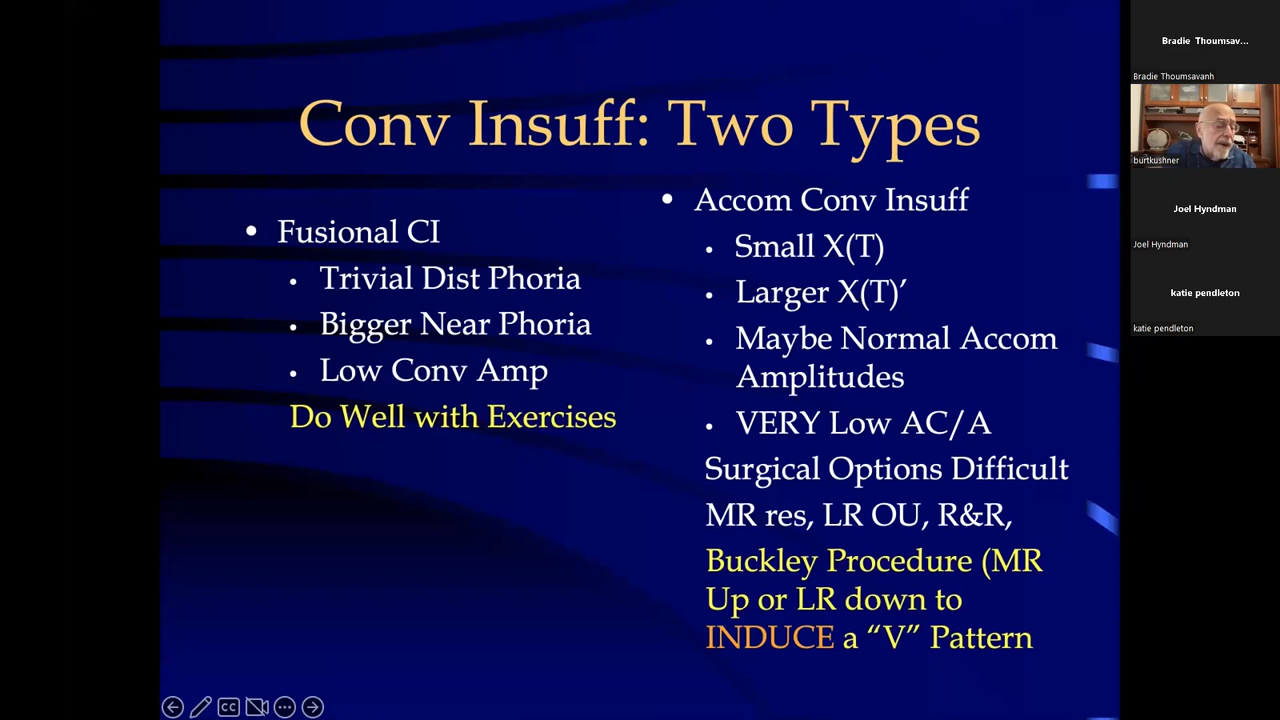 Conv Insuff: Two Types
• Fusional CI
• Trivial Dist Phoria
• Bigger Near Phoria
• Low Conv Amp
Do Well with Exercises
• Accom Conv Insuff
• Small X(T)
• Larger X(T)’
• Maybe Normal Accom
Amplitudes
• VERY Low AC/A
Surgical Options Difficult
MR res, LR OU, R&R,
Buckley Procedure (MR
Up or LR down to
INDUCE a “V” Pattern
CC
Bradie Thoumsav...
Bradie Thoumsavanh
burtkushner
Joel Hyndman
Joel Hyndman
katie pendleton
katie pendleton